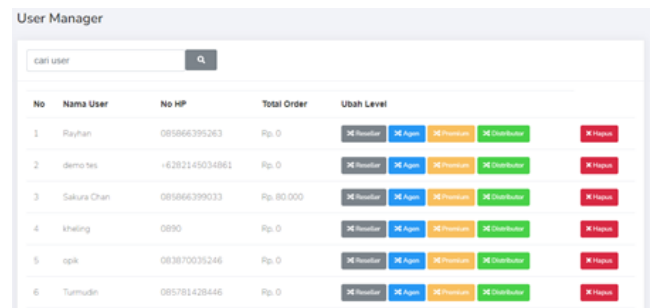 User Manager
cari user
No Nama User No HP Total Order Ubah Level
1 Rayhan 085866395263 Rp. 0 Reseller Agen Premium Distributor Hapus
2 demo tes +6282145034861 Rp. 0 Reseller Agen Premium Distributor Hapus
3 Sakura Chan 085866399033 Rp. 80.000 Reseller Agen Premium Distributor Hapus
4 kheling 0890 Rp. 0 Reseller Agen Premium Distributor Hapus
5 opik 083870035246 Rp. 0 Reseller Agen Premium Distributor Hapus
6 Turmudin 085781428446 Rp. 0 Reseller Agen Premium Distributor Hapus